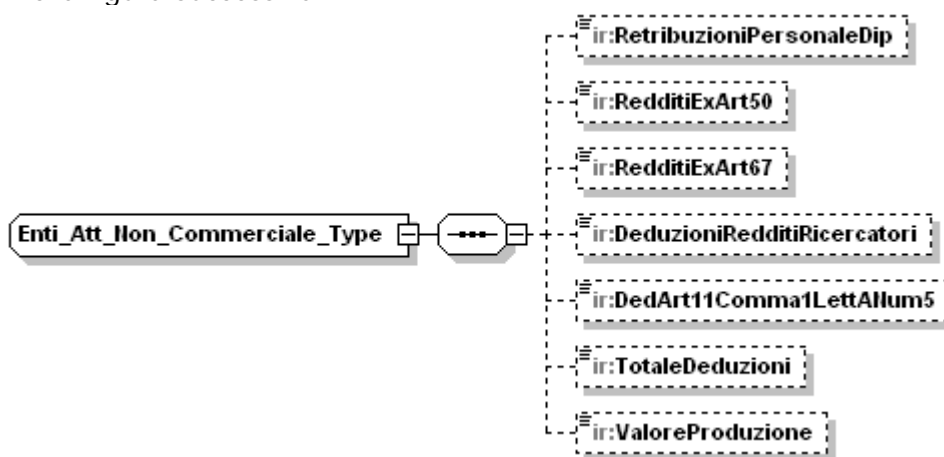 ir:RetribuzioniPersonaleDip
ir:RedditiExArt50
ir:RedditiExArt67
Enti_Att_Non_Commerciale_Type
ir:DeduzioniRedditiRicercatori
ir:DedArt11Comma1LettANum5
ir:TotaleDeduzioni
ir:ValoreProduzione